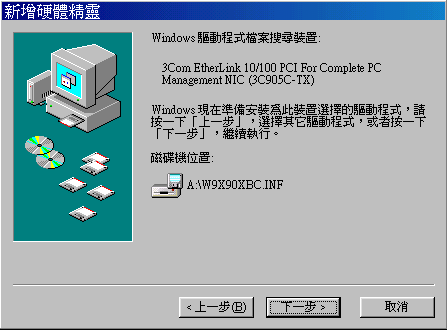 新增硬體精靈
Windows 驅動程式檔案搜尋裝置:
3Com EtherLink 10/100 PCI For Complete PC
Management NIC (3C905C-TX)
Windows 現在準備安裝為此裝置選擇的驅動程式，請
按一下「上一步」，選擇其它驅動程式，或者按一下
「下一步」，繼續執行。
磁碟機位置:
A:\W9X90XBC.INF
< 上一步(B)
下一步 >
取消